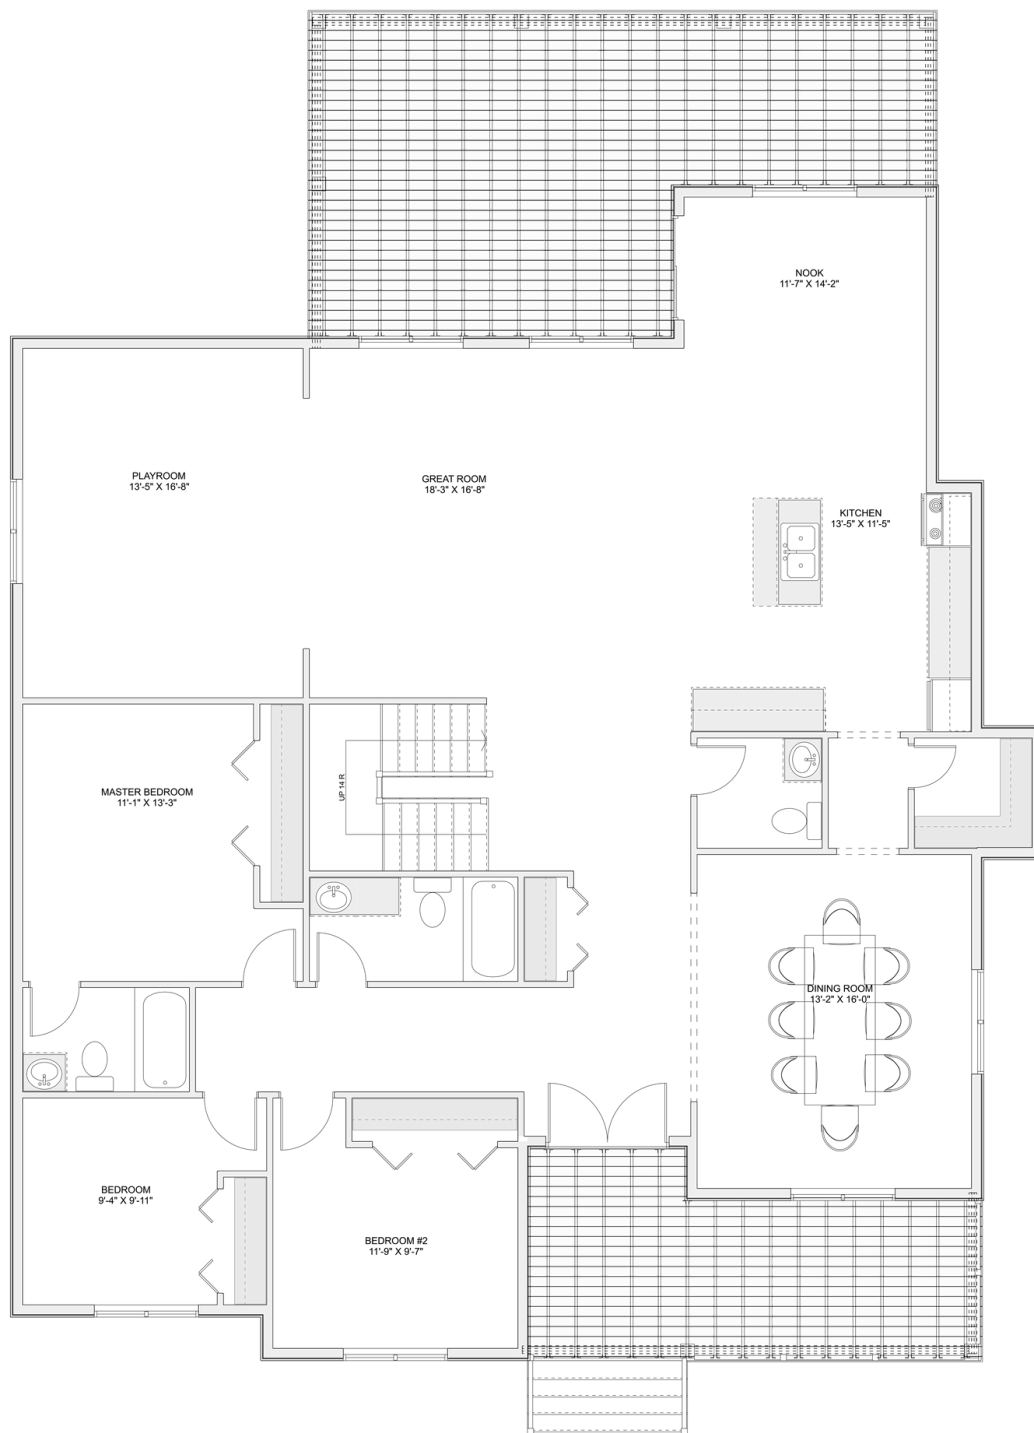 NOOK
11'-7" X 14'-2"
PLAYROOM
13'-5" X 16'-8"
GREAT ROOM
18'-3" X 16'-8"
KITCHEN
13'-5" X 11'-5"
UP 14 R
MASTER BEDROOM
11'-1" X 13'-3"
DINING ROOM
13'-2" X 16'-0"
BEDROOM
9'-4" X 9'-11"
BEDROOM #2
11'-9" X 9'-7"